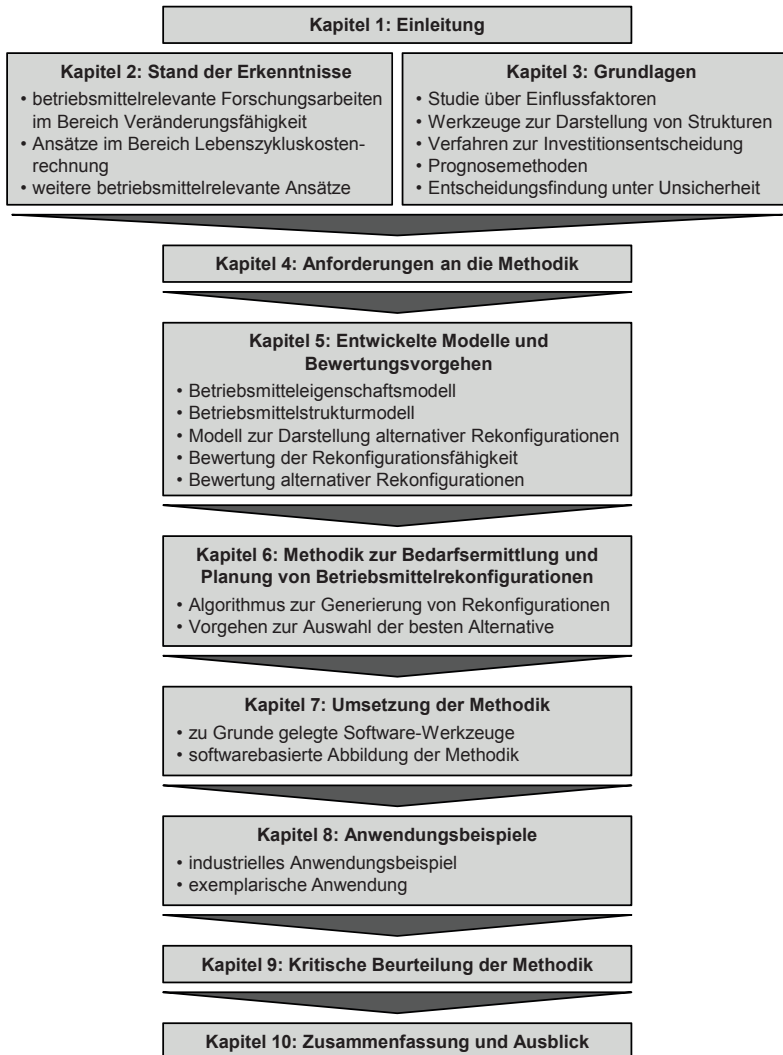 Kapitel 1: Einleitung
Kapitel 2: Stand der Erkenntnisse
• betriebsmittelrelevante Forschungsarbeiten
im Bereich Veränderungsfähigkeit
• Ansätze im Bereich Lebenszykluskosten-
rechnung
• weitere betriebsmittelrelevante Ansätze
Kapitel 3: Grundlagen
• Studie über Einflussfaktoren
• Werkzeuge zur Darstellung von Strukturen
• Verfahren zur Investitionsentscheidung
• Prognosemethoden
• Entscheidungsfindung unter Unsicherheit
Kapitel 4: Anforderungen an die Methodik
Kapitel 5: Entwickelte Modelle und
Bewertungsvorgehen
• Betriebsmitteleigenschaftsmodell
• Betriebsmittelstrukturmodell
• Modell zur Darstellung alternativer Rekonfigurationen
• Bewertung der Rekonfigurationsfähigkeit
• Bewertung alternativer Rekonfigurationen
Kapitel 6: Methodik zur Bedarfsermittlung und
Planung von Betriebsmittelrekonfigurationen
• Algorithmus zur Generierung von Rekonfigurationen
• Vorgehen zur Auswahl der besten Alternative
Kapitel 7: Umsetzung der Methodik
• zu Grunde gelegte Software-Werkzeuge
• softwarebasierte Abbildung der Methodik
Kapitel 8: Anwendungsbeispiele
• industrielles Anwendungsbeispiel
• exemplarische Anwendung
Kapitel 9: Kritische Beurteilung der Methodik
Kapitel 10: Zusammenfassung und Ausblick